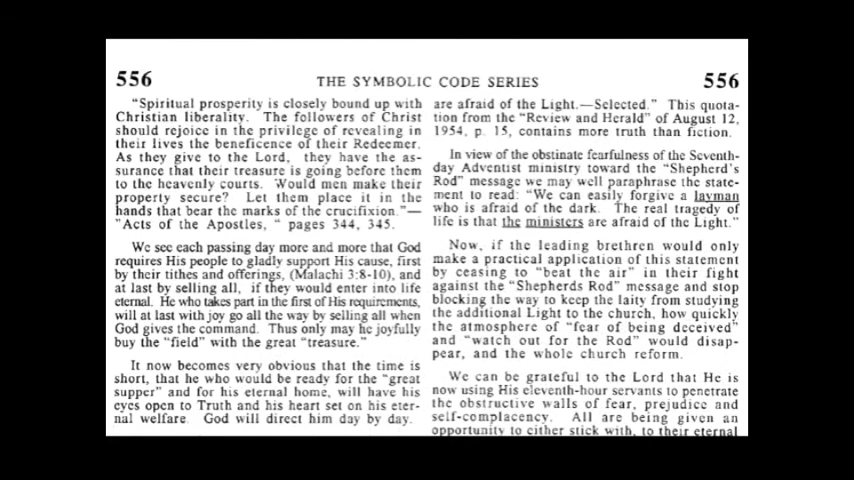 556 THE SYMBOLIC CODE SERIES 556
“Spiritual prosperity is closely bound up with
Christian liberality. The followers of Christ
should rejoice in the privilege of revealing in
their lives the beneficence of their Redeemer.
As they give to the Lord, they have the as-
surance that their treasure is going before them
to the heavenly courts. Would men make their
property secure? Let them place it in the
hands that bear the marks of the crucifixion.”—
“Acts of the Apostles, “ pages 344, 345.
We see each passing day more and more that God
requires His people to gladly support His cause, first
by their tithes and offerings, (Malachi 3:8-10), and
at last by selling all, if they would enter into life
eternal. He who takes part in the first of His requirements,
will at last with joy go all the way by selling all when
God gives the command. Thus only may he joyfully
buy the “field” with the great “treasure.”
It now becomes very obvious that the time is
short, that he who would be ready for the “great
supper” and for his eternal home, will have his
eyes open to Truth and his heart set on his eter-
nal welfare. God will direct him day by day.
are afraid of the Light.—Selected.” This quota-
tion from the “Review and Herald” of August 12,
1954, p. 15, contains more truth than fiction.
In view of the obstinate fearfulness of the Seventh-
day Adventist ministry toward the “Shepherd’s
Rod” message we may well paraphrase the state-
ment to read: “We can easily forgive a layman
who is afraid of the dark. The real tragedy of
life is that the ministers are afraid of the Light.”
Now, if the leading brethren would only
make a practical application of this statement
by ceasing to “beat the air” in their fight
against the “Shepherds Rod” message and stop
blocking the way to keep the laity from studying
the additional Light to the church, how quickly
the atmosphere of “fear of being deceived”
and “watch out for the Rod” would disap-
pear, and the whole church reform.
We can be grateful to the Lord that He is
now using His eleventh-hour servants to penetrate
the obstructive walls of fear, prejudice and
self-complacency. All are being given an
opportunity to either stick with, to their eternal